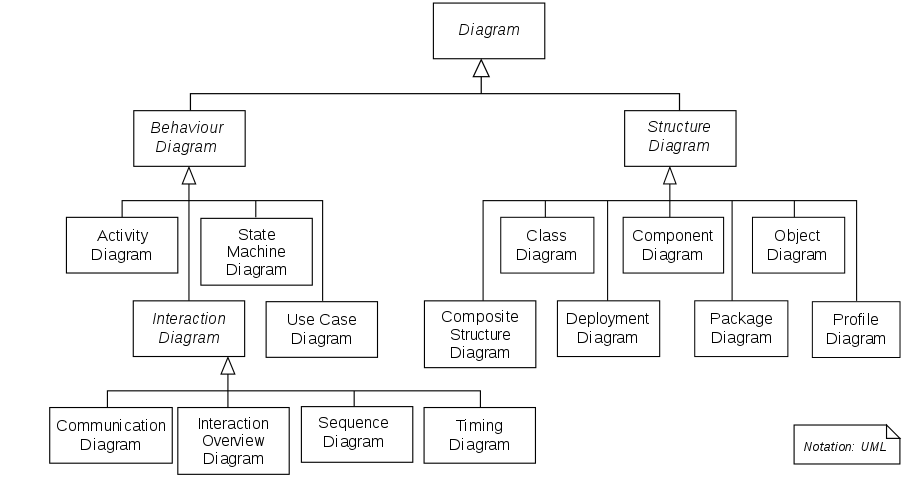 Diagram
Behaviour
Diagram
Structure
Diagram
Activity
Diagram
State
Machine
Diagram
Class
Diagram
Component
Diagram
Object
Diagram
Interaction
Diagram
Use Case
Diagram
Composite
Structure
Diagram
Deployment
Diagram
Package
Diagram
Profile
Diagram
Communication
Diagram
Interaction
Overview
Diagram
Sequence
Diagram
Timing
Diagram
Notation: UML